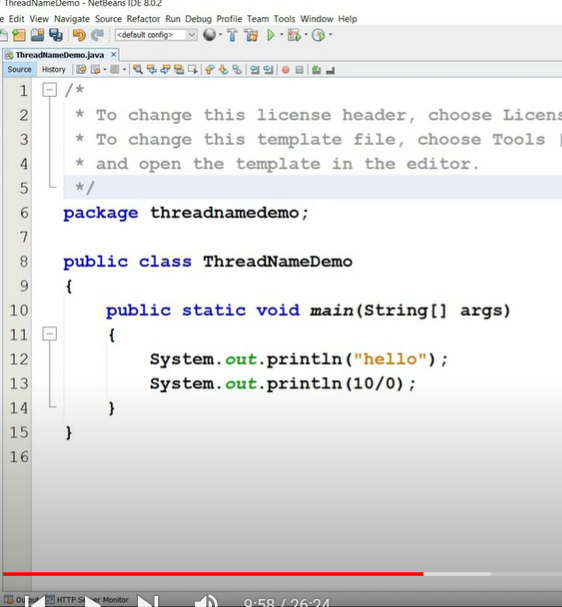 ThreadNameDemo - NetBeans IDE 8.0.2
Edit View Navigate Source Refactor Run Debug Profile Team Tools Window Help
<default config>
ThreadNameDemo.java
Source History
1 /*
2 * To change this license header, choose Licens
3 * To change this template file, choose Tools |
4 * and open the template in the editor.
5 */
6 package threadnamedemo;
7
8 public class ThreadNameDemo
9 {
10 public static void main(String[] args)
11 {
12 System.out.println("hello");
13 System.out.println(10/0);
14 }
15 }
16
HTTP Server Monitor
9:58 / 26:24